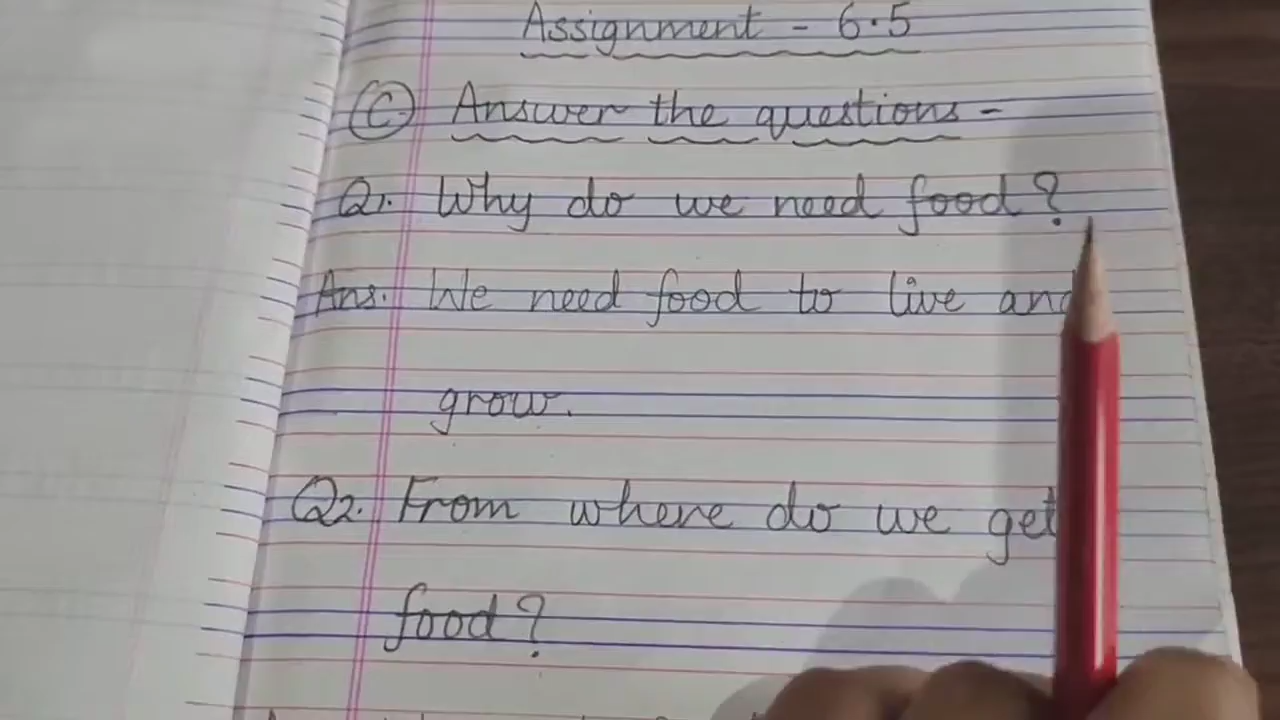 Assignment - 6.5
(C) Answer the questions -
Q1. Why do we need food?
Ans. We need food to live and
grow.
Q2. From where do we get
food?